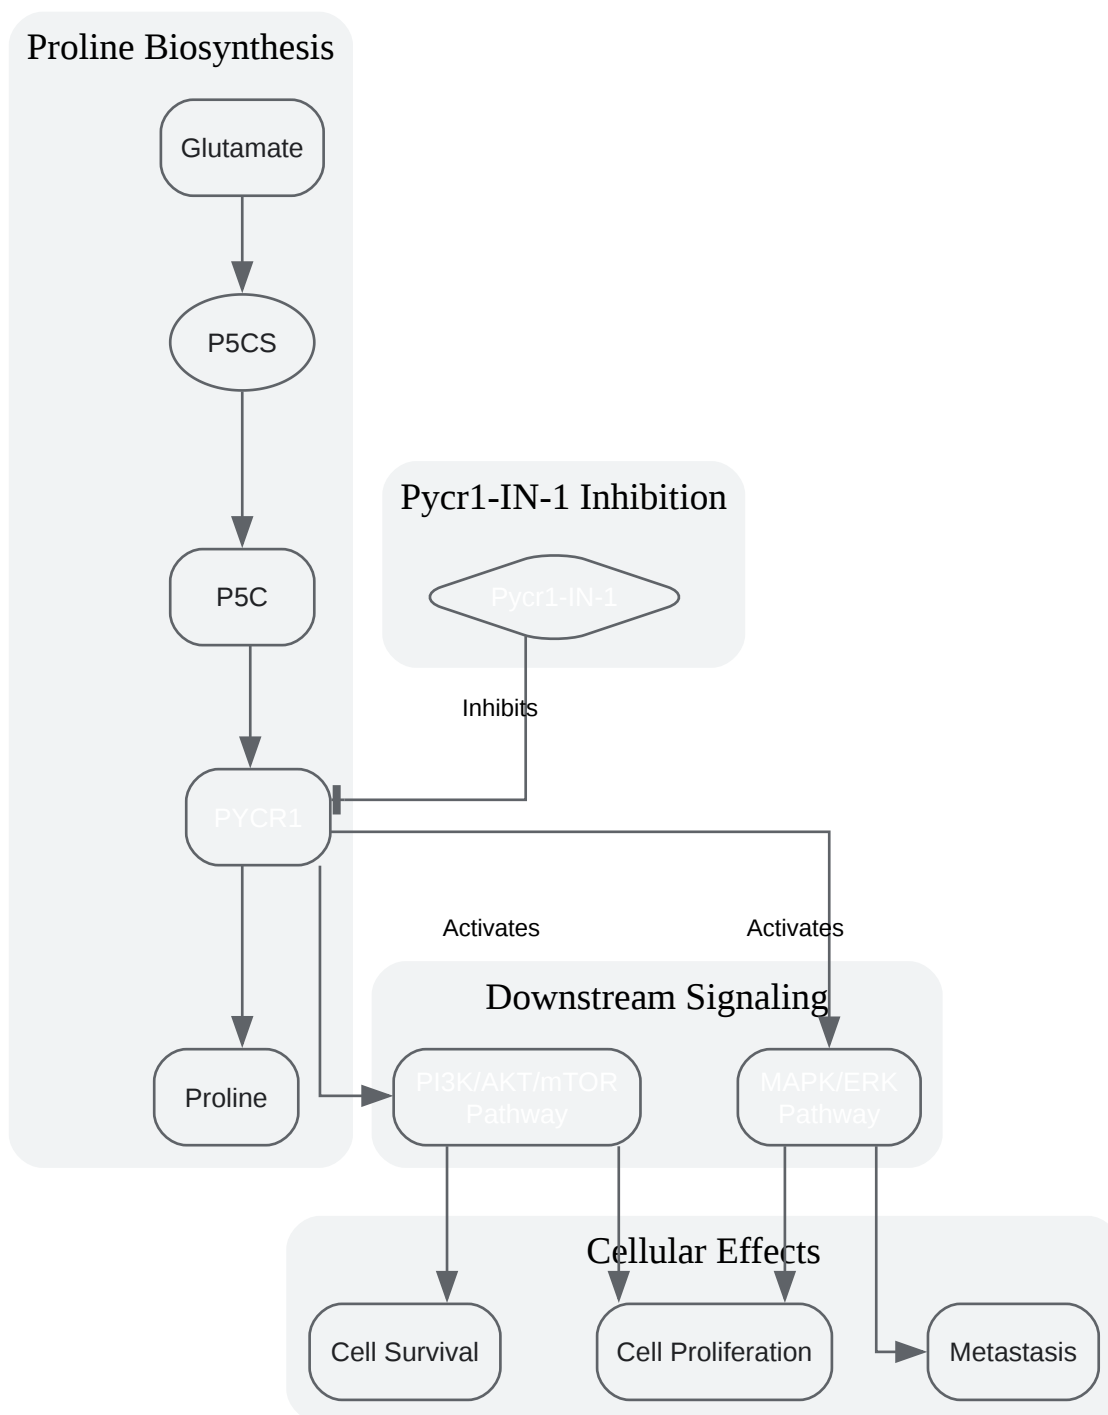 Proline Biosynthesis
Glutamate
P5CS
Pycr1-IN-1 Inhibition
P5C
Pycr1-IN-1
Inhibits
PYCR1
Activates
Activates
Downstream Signaling
Proline
PI3K/AKT/mTOR
Pathway
MAPK/ERK
Pathway
Cellular Effects
Cell Survival
Cell Proliferation
Metastasis